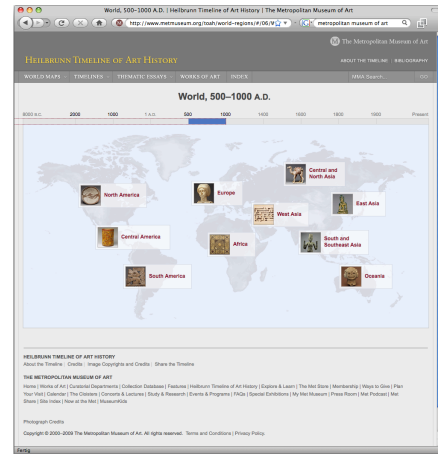 World, 500–1000 A.D. | Heilbrunn Timeline of Art History | The Metropolitan Museum of Art
http://www.metmuseum.org/toah/world-regions/#/06/
metropolitan museum of art
The Metropolitan Museum of Art
HEILBRUNN TIMELINE OF ART HISTORY
ABOUT THE TIMELINE | BIBLIOGRAPHY
WORLD MAPS TIMELINES THEMATIC ESSAYS WORKS OF ART INDEX MMA Search... GO
World, 500–1000 A.D.
8000 B.C. 2000 1000 1 A.D. 500 1000 1400 1600 1800 1900 Present
Central and
North Asia
North America
Europe
East Asia
West Asia
Central America
Africa
South and
Southeast Asia
South America
Oceania
HEILBRUNN TIMELINE OF ART HISTORY
About the Timeline | Credits | Image Copyrights and Credits | Share the Timeline
THE METROPOLITAN MUSEUM OF ART
Home | Works of Art | Curatorial Departments | Collection Database | Features | Heilbrunn Timeline of Art History | Explore & Learn | The Met Store | Membership | Ways to Give | Plan
Your Visit | Calendar | The Cloisters | Concerts & Lectures | Study & Research | Events & Programs | FAQs | Special Exhibitions | My Met Museum | Press Room | Met Podcast | Met
Share | Site Index | Now at the Met | MuseumKids
Photograph Credits
Copyright © 2000–2009 The Metropolitan Museum of Art. All rights reserved. Terms and Conditions | Privacy Policy.
Fertig